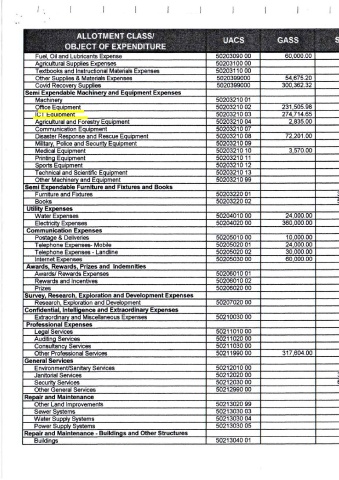 ALLOTMENT CLASS/ OBJECT OF EXPENDITURE UACS GASS
Fuel, Oil and Lubricants Expense 50203090 00 60,000.00
Agricultural Supplies Expenses 50203100 00
Textbooks and Instructional Materials Expenses 50203110 00
Other Supplies & Materials Expenses 50203990 00 54,675.20
Covid Recovery Supplies 50203990 00 300,362.32
Semi Expendable Machinery and Equipment Expenses
Machinery 50203210 01
Office Equipment 50203210 02 231,505.98
ICT Equipment 50203210 03 274,714.65
Agricultural and Forestry Equipment 50203210 04 2,835.00
Communication Equipment 50203210 07
Disaster Response and Rescue Equipment 50203210 08 72,201.00
Military, Police and Security Equipment 50203210 09
Medical Equipment 50203210 10 3,570.00
Printing Equipment 50203210 11
Sports Equipment 50203210 12
Technical and Scientific Equipment 50203210 13
Other Machinery and Equipment 50203210 99
Semi Expendable Furniture and Fixtures and Books
Furniture and Fixtures 50203220 01
Books 50203220 02
Utility Expenses
Water Expenses 50204010 00 24,000.00
Electricity Expenses 50204020 00 360,000.00
Communication Expenses
Postage & Deliveries 50205010 00 10,000.00
Telephone Expenses- Mobile 50205020 01 24,000.00
Telephone Expenses - Landline 50205020 02 30,000.00
Internet Expenses 50205030 00 60,000.00
Awards, Rewards, Prizes and Indemnities
Awards/ Rewards Expenses 50206010 01
Rewards and Incentives 50206010 02
Prizes 50206020 00
Survey, Research, Exploration and Development Expenses
Research, Exploration and Development 50207020 00
Confidential, Intelligence and Extraordinary Expenses
Extraordinary and Miscellaneous Expenses 50210030 00
Professional Expenses
Legal Services 50211010 00
Auditing Services 50211020 00
Consultancy Services 50211030 00
Other Professional Services 50211990 00 317,604.00
General Services
Environment/Sanitary Services 50212010 00
Janitorial Services 50212020 00
Security Services 50212030 00
Other General Services 50212990 00
Repair and Maintenance
Other Land Improvements 50213020 99
Sewer Systems 50213030 03
Water Supply Systems 50213030 04
Power Supply Systems 50213030 05
Repair and Maintenance - Buildings and Other Structures
Buildings 50213040 01